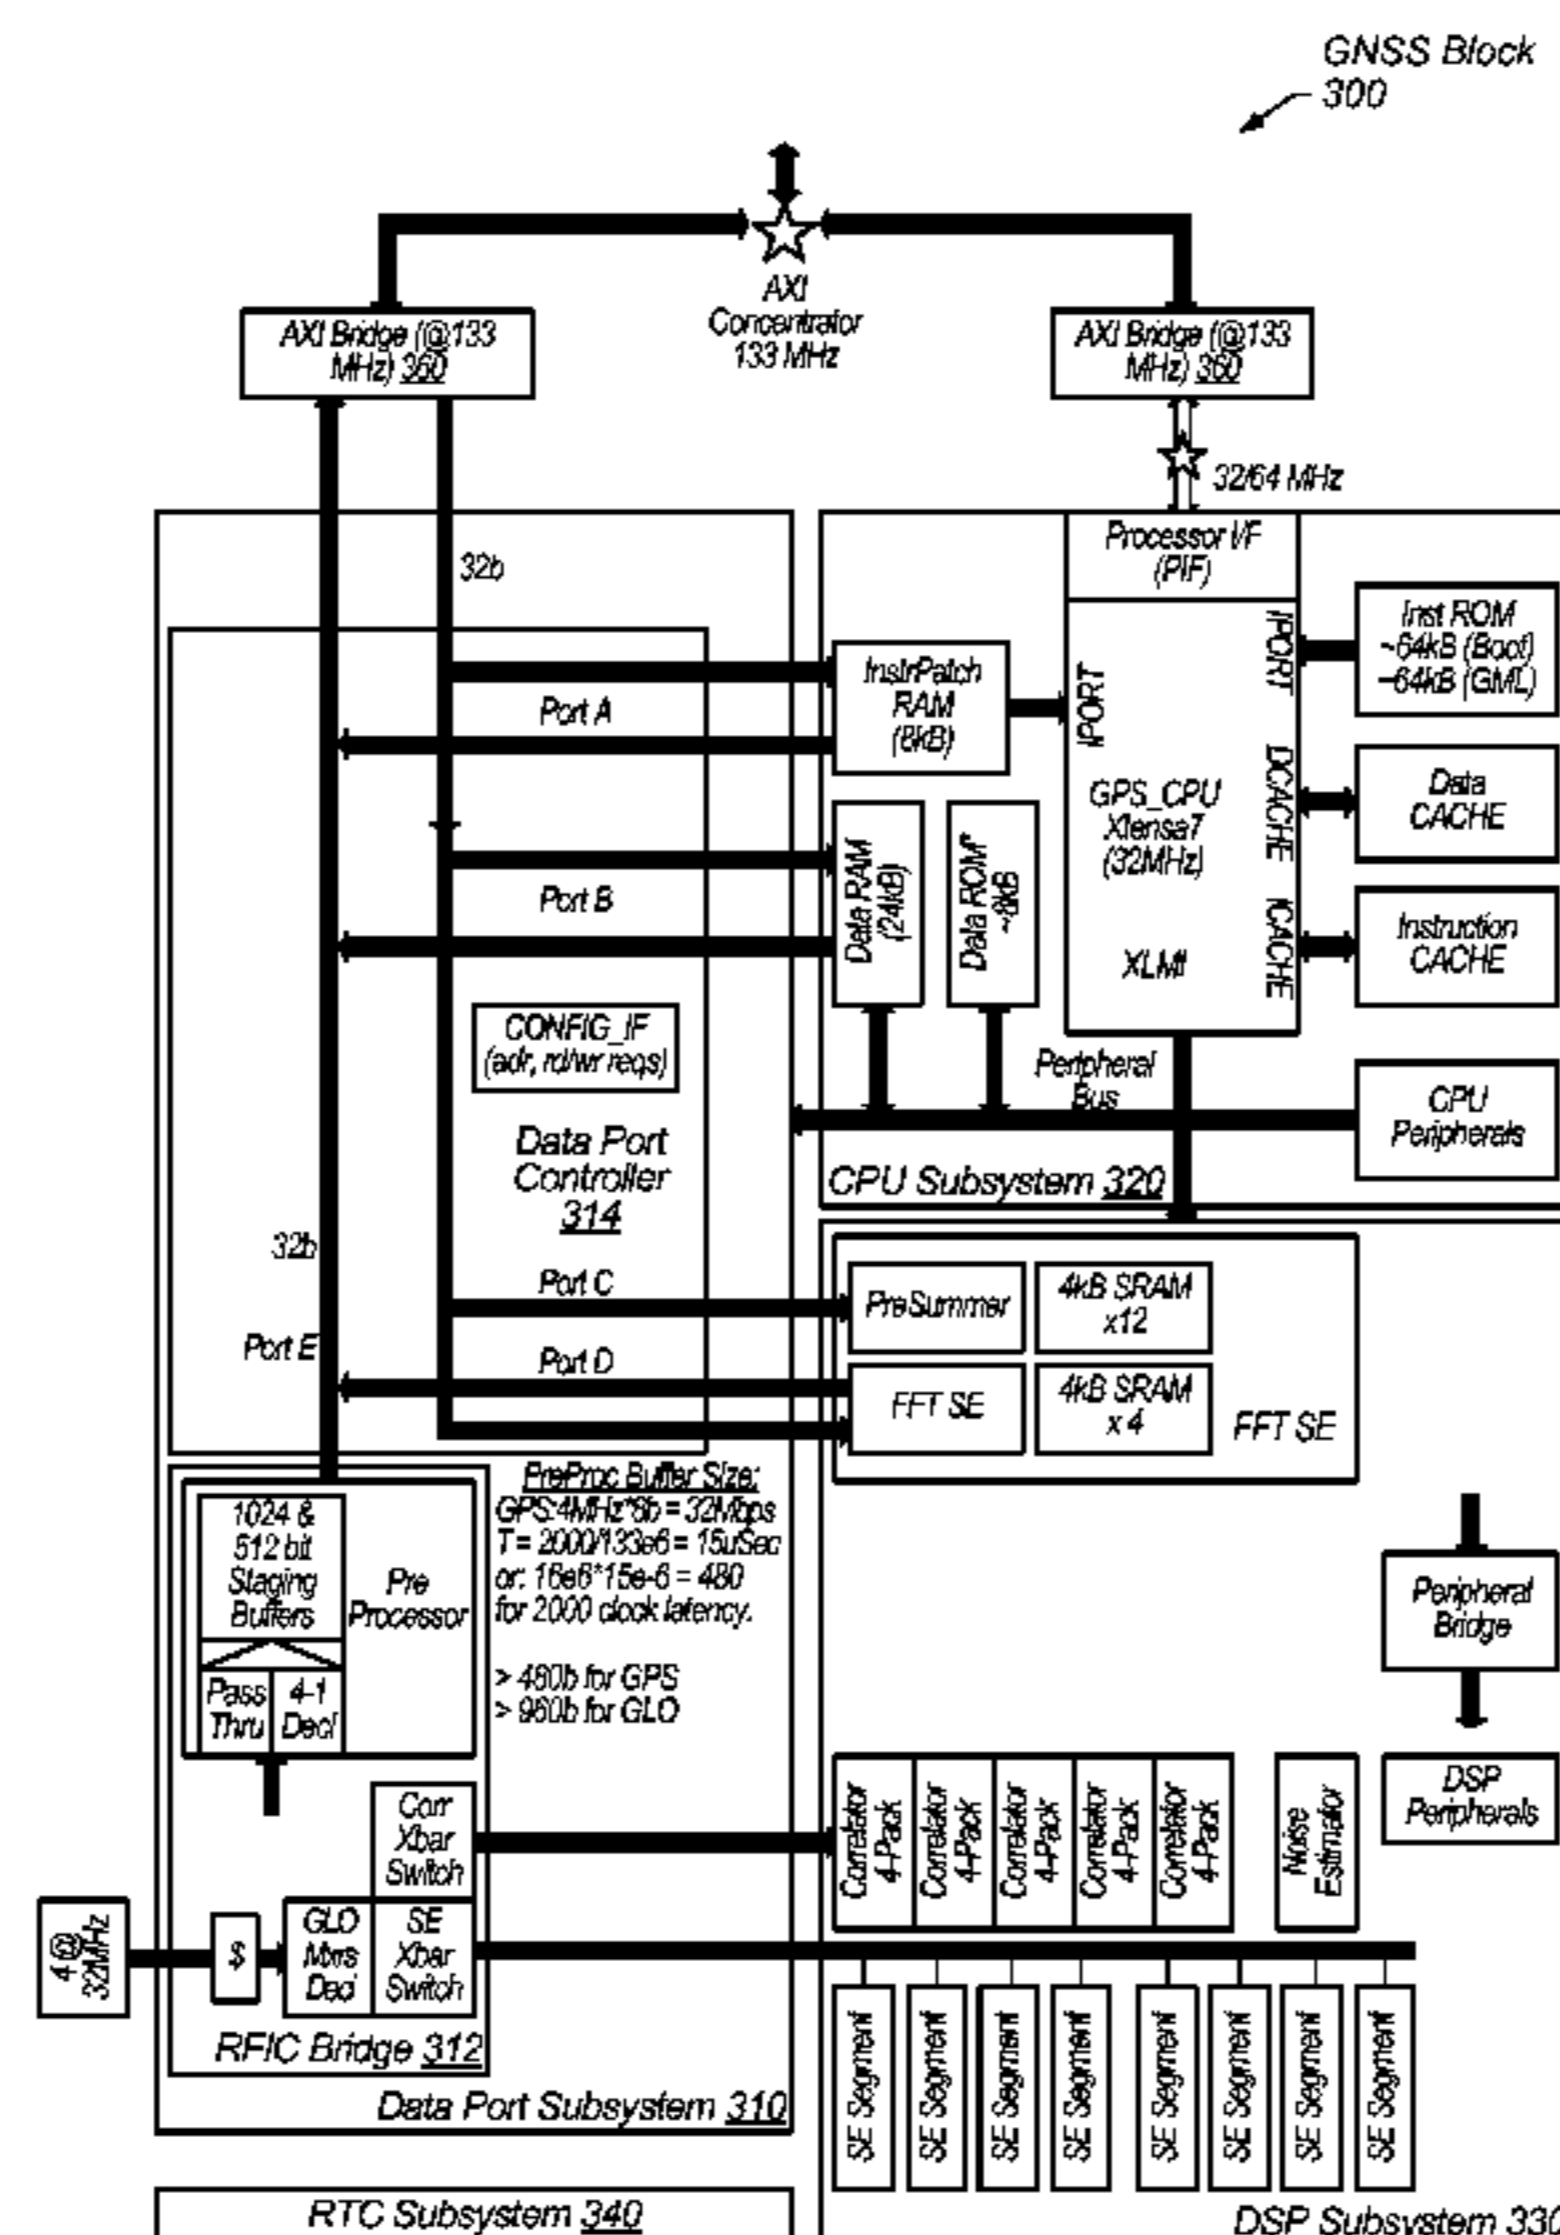 GNSS Block
300
AXI
Concentrator
133 MHz
AXI Bridge (@133
MHz) 360
AXI Bridge (@133
MHz) 360
32/64 MHz
32b
Processor I/F
(PIF)
IPORT
IPORT
DCACHE
ICACHE
GPS_CPU
Xtensa7
(32MHz)
XLMI
Inst ROM
~64kB (Boot)
~64kB (GML)
Data
CACHE
Instruction
CACHE
CPU
Peripherals
InstrPatch
RAM
(8kB)
Port A
Port B
Data RAM
(24kB)
Data ROM*
~8kB
Peripheral
Bus
CPU Subsystem 320
CONFIG_IF
(adr, rd/wr reqs)
Data Port
Controller
314
32b
Port E
Port C
Port D
PreSummer
4kB SRAM
x12
FFT SE
4kB SRAM
x 4
FFT SE
PreProc Buffer Size:
GPS:4MHz*8b = 32Mbps
T = 2000/133e6 = 15uSec
or: 16e6*15e-6 = 480
for 2000 clock latency.
> 480b for GPS
> 960b for GLO
1024 &
512 bit
Staging
Buffers
Pre
Processor
Pass
Thru
4-1
Deci
Peripheral
Bridge
DSP
Peripherals
Corr
Xbar
Switch
Correlator
4-Pack
Correlator
4-Pack
Correlator
4-Pack
Correlator
4-Pack
Correlator
4-Pack
Noise
Estimator
4 @
32MHz
$
GLO
Mxrs
Deci
SE
Xbar
Switch
RFIC Bridge 312
Data Port Subsystem 310
SE Segment
SE Segment
SE Segment
SE Segment
SE Segment
SE Segment
SE Segment
SE Segment
RTC Subsystem 340
DSP Subsystem 330